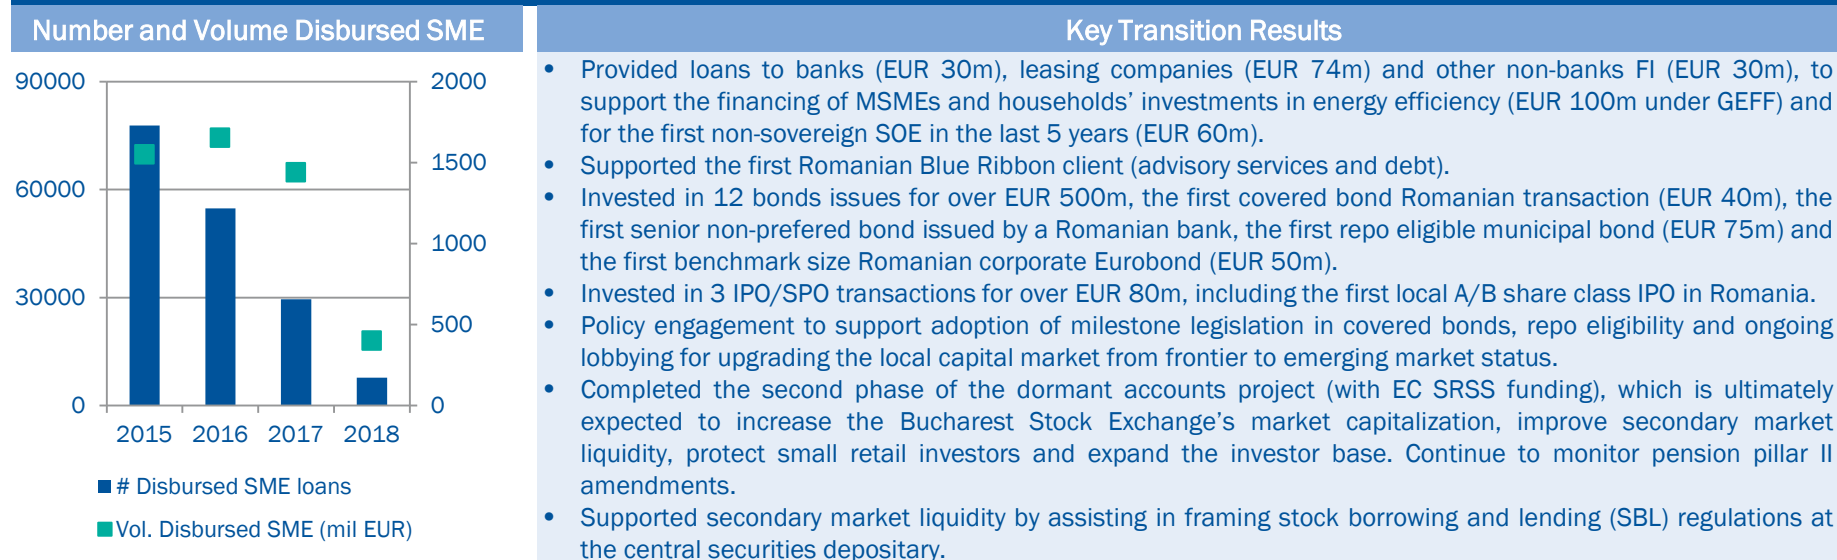 Number and Volume Disbursed SME
90000
60000
30000
0
2000
1500
1000
500
0
2015 2016 2017 2018
# Disbursed SME loans
Vol. Disbursed SME (mil EUR)
Key Transition Results
• Provided loans to banks (EUR 30m), leasing companies (EUR 74m) and other non-banks FI (EUR 30m), to
support the financing of MSMEs and households' investments in energy efficiency (EUR 100m under GEFF) and
for the first non-sovereign SOE in the last 5 years (EUR 60m).
• Supported the first Romanian Blue Ribbon client (advisory services and debt).
• Invested in 12 bonds issues for over EUR 500m, the first covered bond Romanian transaction (EUR 40m), the
first senior non-prefered bond issued by a Romanian bank, the first repo eligible municipal bond (EUR 75m) and
the first benchmark size Romanian corporate Eurobond (EUR 50m).
• Invested in 3 IPO/SPO transactions for over EUR 80m, including the first local A/B share class IPO in Romania.
• Policy engagement to support adoption of milestone legislation in covered bonds, repo eligibility and ongoing
lobbying for upgrading the local capital market from frontier to emerging market status.
• Completed the second phase of the dormant accounts project (with EC SRSS funding), which is ultimately
expected to increase the Bucharest Stock Exchange's market capitalization, improve secondary market
liquidity, protect small retail investors and expand the investor base. Continue to monitor pension pillar II
amendments.
• Supported secondary market liquidity by assisting in framing stock borrowing and lending (SBL) regulations at
the central securities depositary.